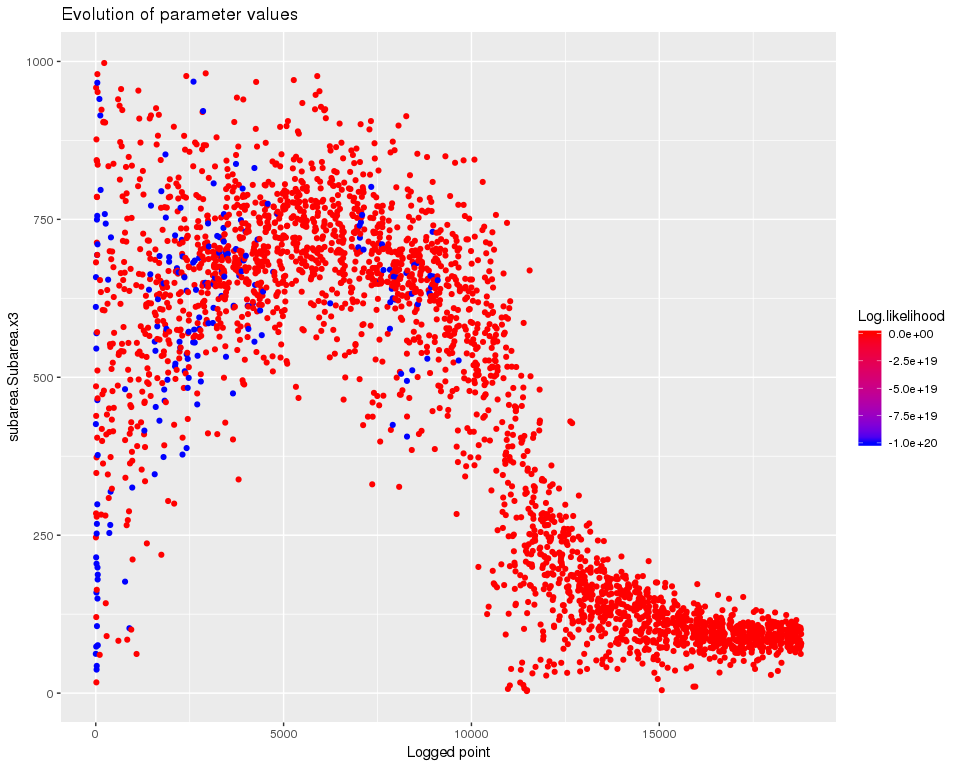 Evolution of parameter values
1000
750
500
250
0
subarea.Subarea.x3
0
5000
10000
15000
Logged point
Log.likelihood
0.0e+00
-2.5e+19
-5.0e+19
-7.5e+19
-1.0e+20